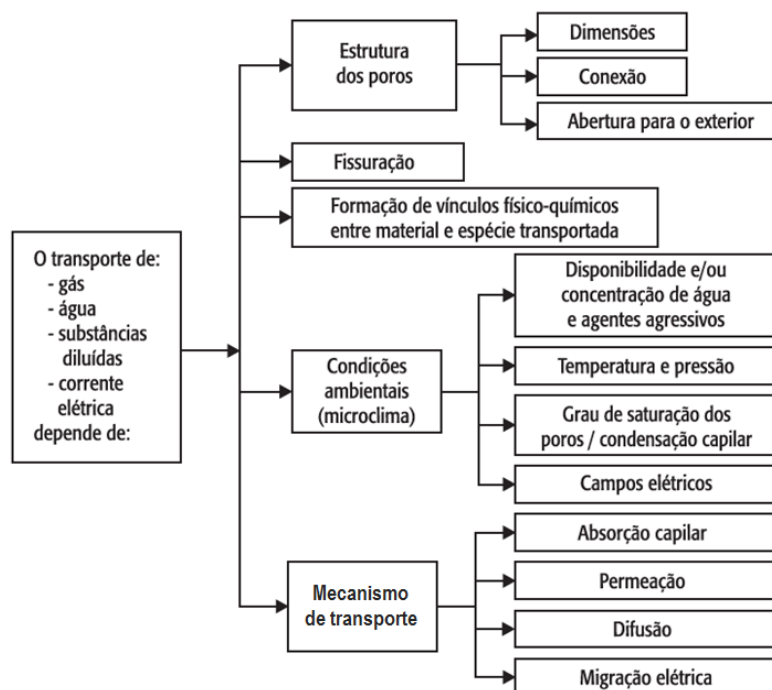 O transporte de:
- gás
- água
- substâncias
diluídas
- corrente
elétrica
depende de:
Estrutura
dos poros
Dimensões
Conexão
Abertura para o exterior
Fissuração
Formação de vínculos físico-químicos
entre material e espécie transportada
Condições
ambientais
(microclima)
Disponibilidade e/ou
concentração de água
e agentes agressivos
Temperatura e pressão
Grau de saturação dos
poros / condensação capilar
Campos elétricos
Mecanismo
de transporte
Absorção capilar
Permeação
Difusão
Migração elétrica